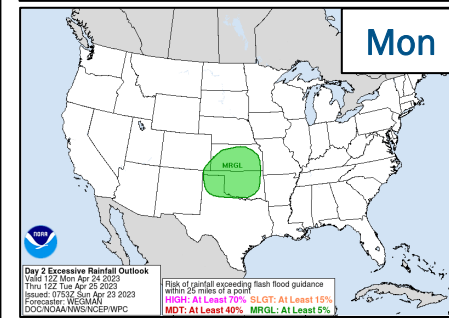 Mon
MRGL
NOAA
Day 2 Excessive Rainfall Outlook
Valid 12Z Mon Apr 24 2023
Thru 12Z Tue Apr 25 2023
Issued: 0753Z Sun Apr 23 2023
Forecaster: WEGMAN
DOC/NOAA/NWS/NCEP/WPC
Risk of rainfall exceeding flash flood guidance
within 25 miles of a point
HIGH: At Least 70% SLGT: At Least 15%
MDT: At Least 40% MRGL: At Least 5%